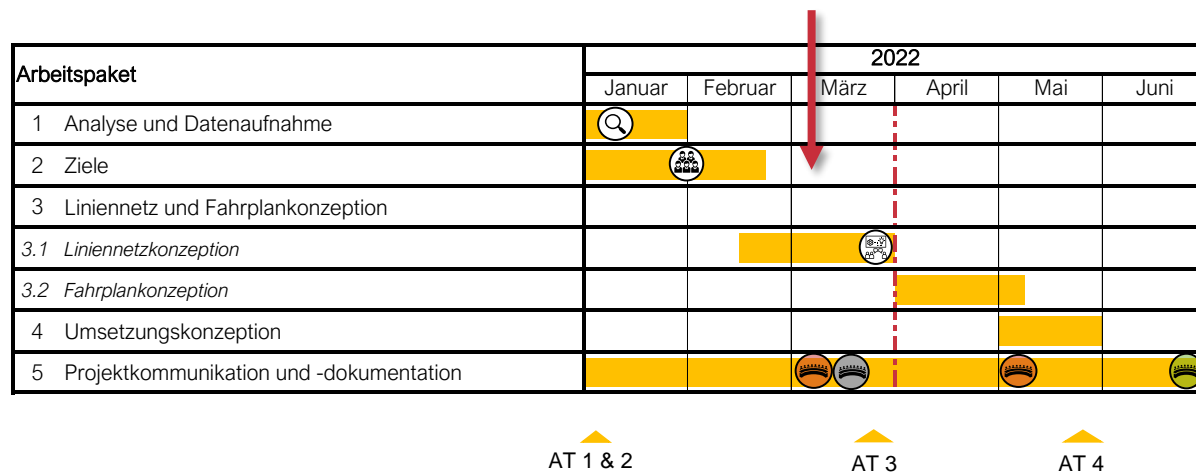 Arbeitspaket
2022
Januar Februar März April Mai Juni
1 Analyse und Datenaufnahme
2 Ziele
3 Liniennetz und Fahrplankonzeption
3.1 Liniennetzkonzeption
3.2 Fahrplankonzeption
4 Umsetzungskonzeption
5 Projektkommunikation und -dokumentation
AT 1 & 2 AT 3 AT 4